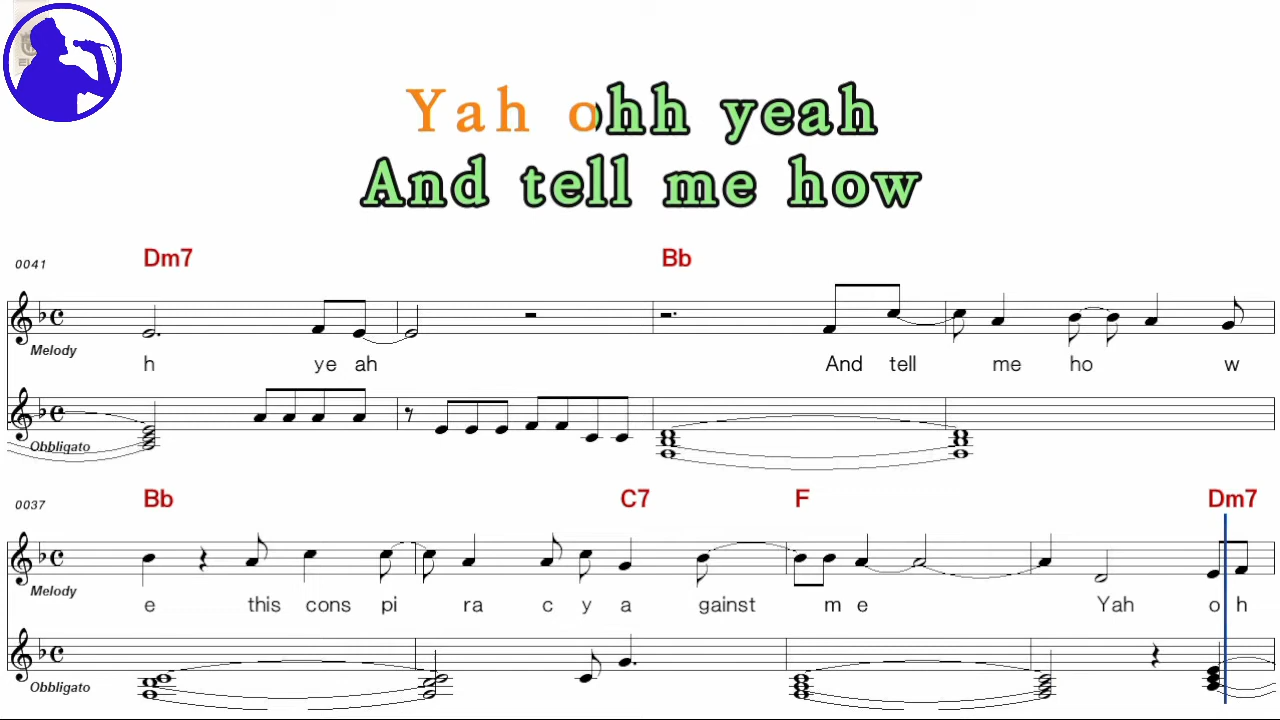 Yah ohh yeah
And tell me how
0041 Dm7 Bb
Melody
h ye ah And tell me ho w
Obbligato
0037 Bb C7 F Dm7
Melody
e this cons pi ra c y a gainst m e Yah o h
Obbligato